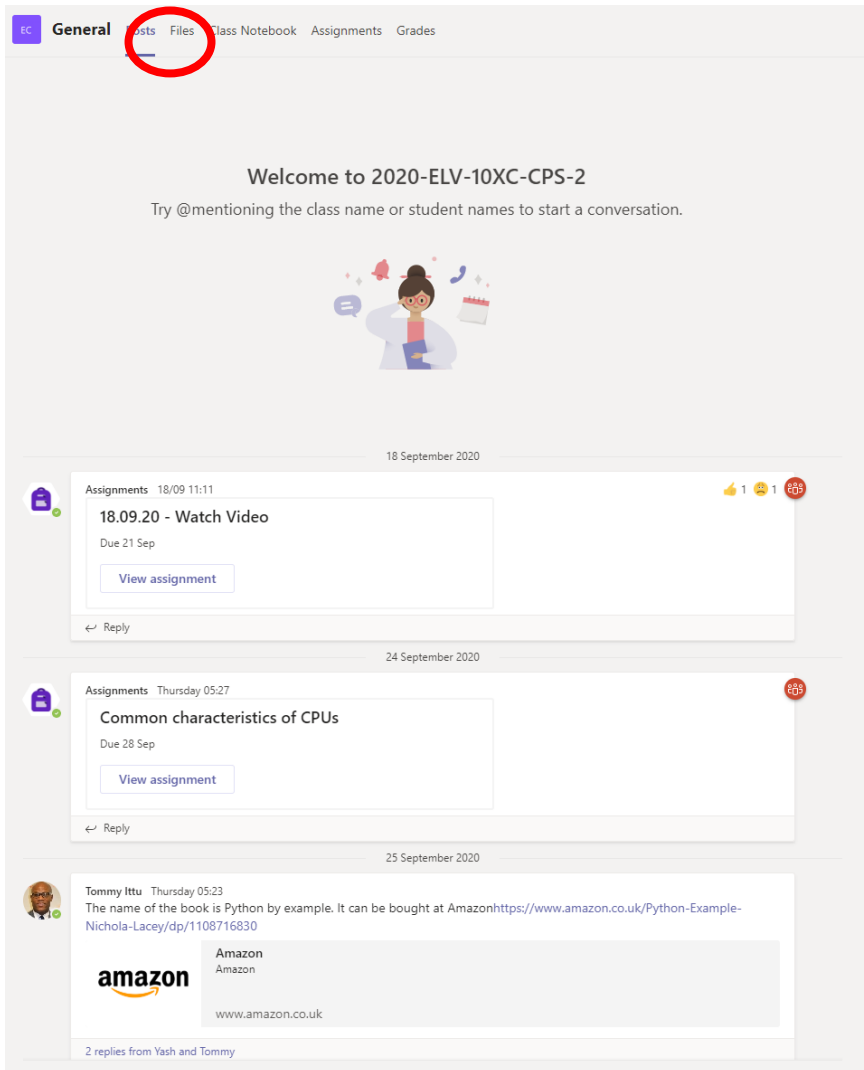 EC General Posts Files Class Notebook Assignments Grades
Welcome to 2020-ELV-10XC-CPS-2
Try @mentioning the class name or student names to start a conversation.
18 September 2020
Assignments 18/09 11:11 👍 1 😩 1
18.09.20 - Watch Video
Due 21 Sep
View assignment
Reply
24 September 2020
Assignments Thursday 05:27
Common characteristics of CPUs
Due 28 Sep
View assignment
Reply
25 September 2020
Tommy Ittu Thursday 05:23
The name of the book is Python by example. It can be bought at Amazonhttps://www.amazon.co.uk/Python-Example-
Nichola-Lacey/dp/1108716830
Amazon
amazon Amazon
www.amazon.co.uk
2 replies from Yash and Tommy